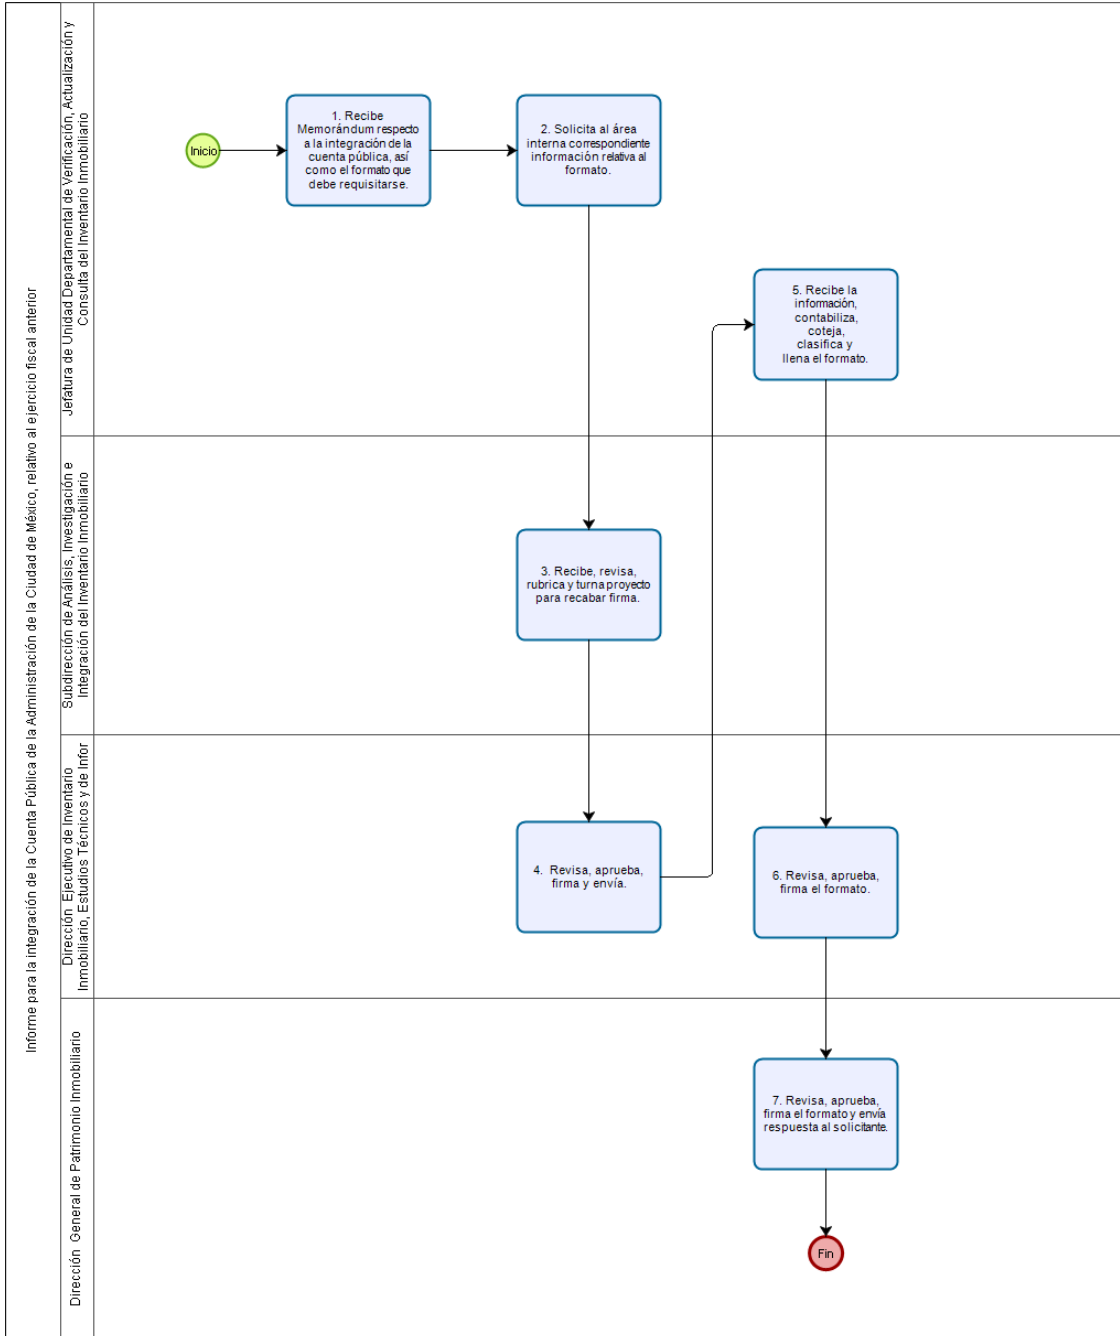 Informe para la integración de la Cuenta Pública de la Administración de la Ciudad de México, relativo al ejercicio fiscal anterior
Jefatura de Unidad Departamental de Verificación, Actualización y
Consulta del Inventario Inmobiliario
Inicio
1. Recibe
Memorándum respecto
a la integración de la
cuenta pública, así
como el formato que
debe requisitarse.
2. Solicita al área
interna correspondiente
información relativa al
formato.
5. Recibe la
información,
contabiliza,
coteja,
clasifica y
llena el formato.
Subdirección de Análisis, Investigación e
Integración del Inventario Inmobiliario
3. Recibe, revisa,
rubrica y turna proyecto
para recabar firma.
Dirección Ejecutivo de Inventario
Inmobiliario, Estudios Técnicos y de Infor
4. Revisa, aprueba,
firma y envía.
6. Revisa, aprueba,
firma el formato.
Dirección General de Patrimonio Inmobiliario
7. Revisa, aprueba,
firma el formato y envía
respuesta al solicitante.
Fin